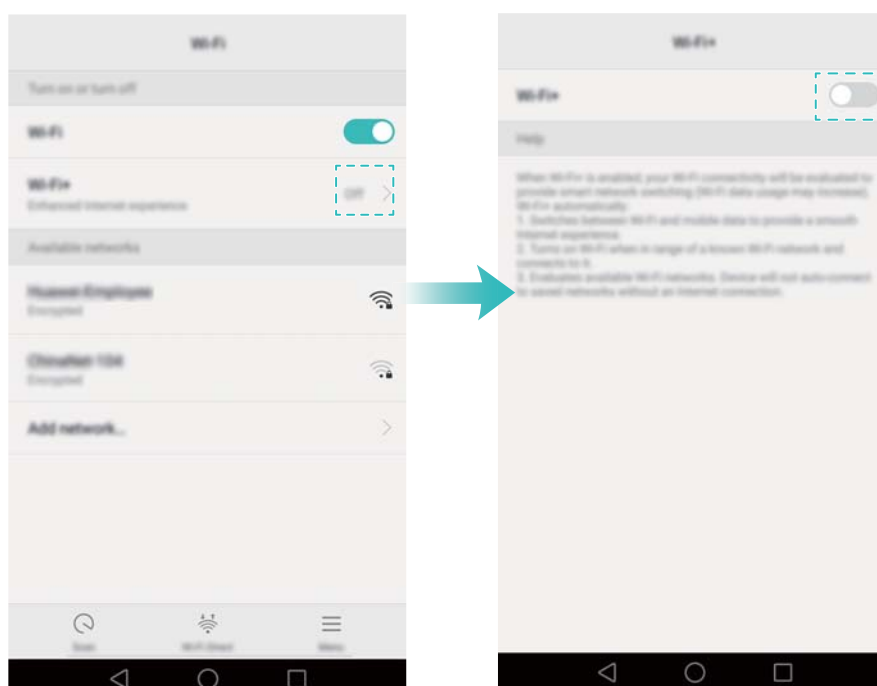 Wi-Fi
Turn on or turn off
Wi-Fi
Wi-Fi+
Enhanced Internet experience
Off
Available networks
Huawei-Employee
Encrypted
ChinaNet-104
Encrypted
Add network...
Scan
Wi-Fi Direct
Menu
Wi-Fi+
Wi-Fi+
Help
When Wi-Fi+ is enabled, your Wi-Fi connectivity will be evaluated to
provide smart network switching (Wi-Fi data usage may increase).
Wi-Fi+ automatically:
1. Switches between Wi-Fi and mobile data to provide a smooth
Internet experience.
2. Turns on Wi-Fi when in range of a known Wi-Fi network and
connects to it.
3. Evaluates available Wi-Fi networks. Device will not auto-connect
to saved networks without an Internet connection.